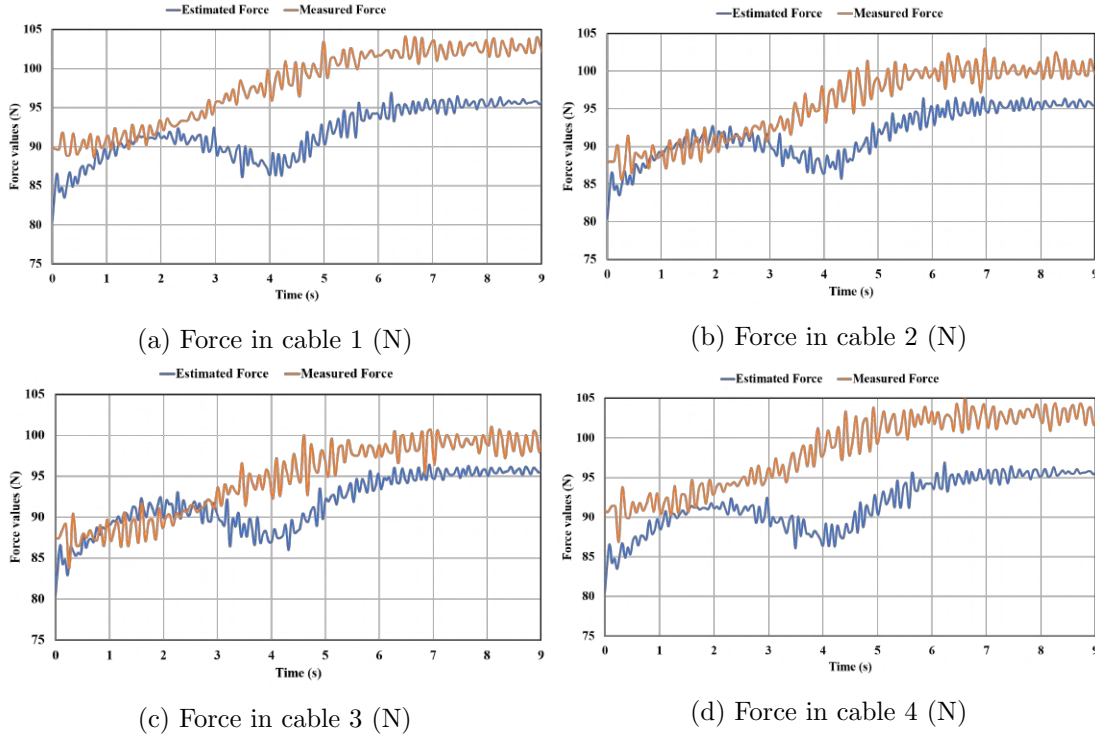 Estimated Force Measured Force
105
100
95
90
85
80
75
Force values (N)
0 1 2 3 4 5 6 7 8 9
Time (s)
(a) Force in cable 1 (N)
Estimated Force Measured Force
105
100
95
90
85
80
75
Force values (N)
0 1 2 3 4 5 6 7 8 9
Time (s)
(b) Force in cable 2 (N)
Estimated Force Measured Force
105
100
95
90
85
80
75
Force values (N)
0 1 2 3 4 5 6 7 8 9
Time (s)
(c) Force in cable 3 (N)
Estimated Force Measured Force
105
100
95
90
85
80
75
Force values (N)
0 1 2 3 4 5 6 7 8 9
Time (s)
(d) Force in cable 4 (N)